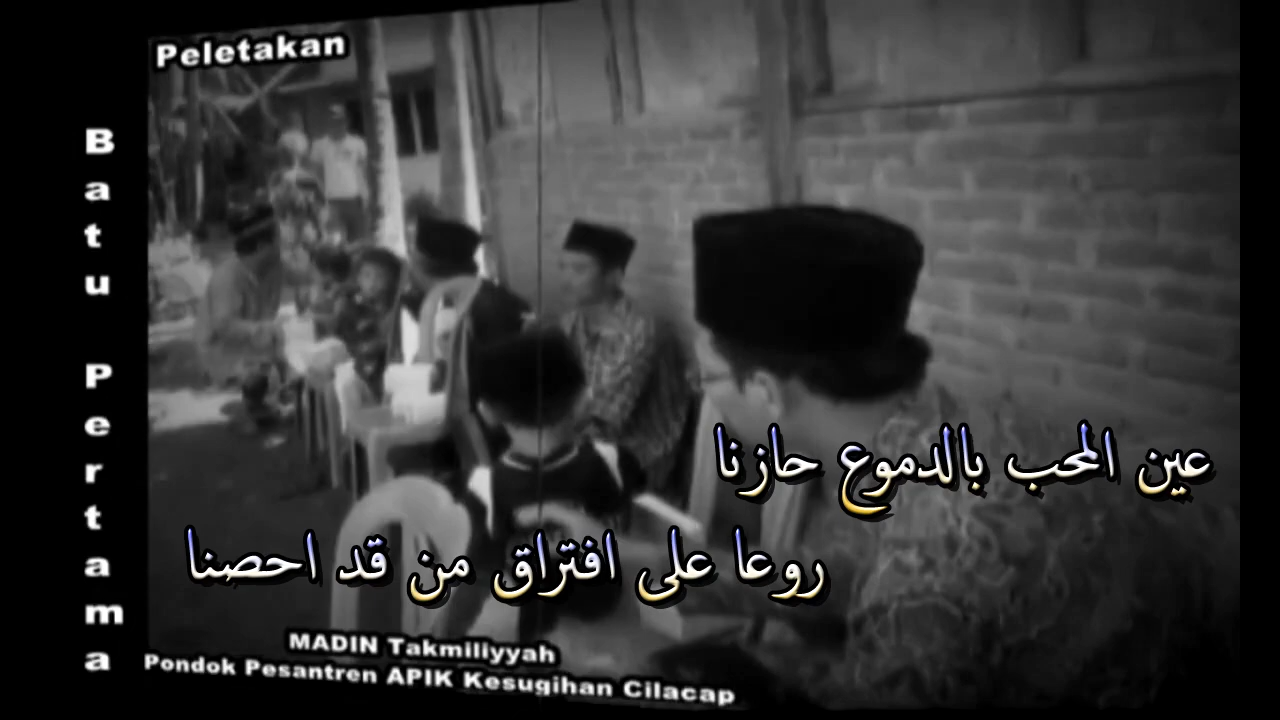 Peletakan
Batu Pertama
عين المحب بالدموع حازنا
روعا على افتراق من قد احصنا
MADIN Takmiliyyah
Pondok Pesantren APIK Kesugihan Cilacap